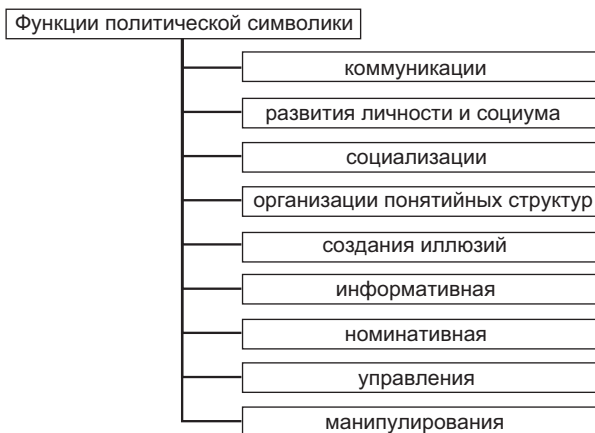 Функции политической символики
коммуникации
развития личности и социума
социализации
организации понятийных структур
создания иллюзий
информативная
номинативная
управления
манипулирования